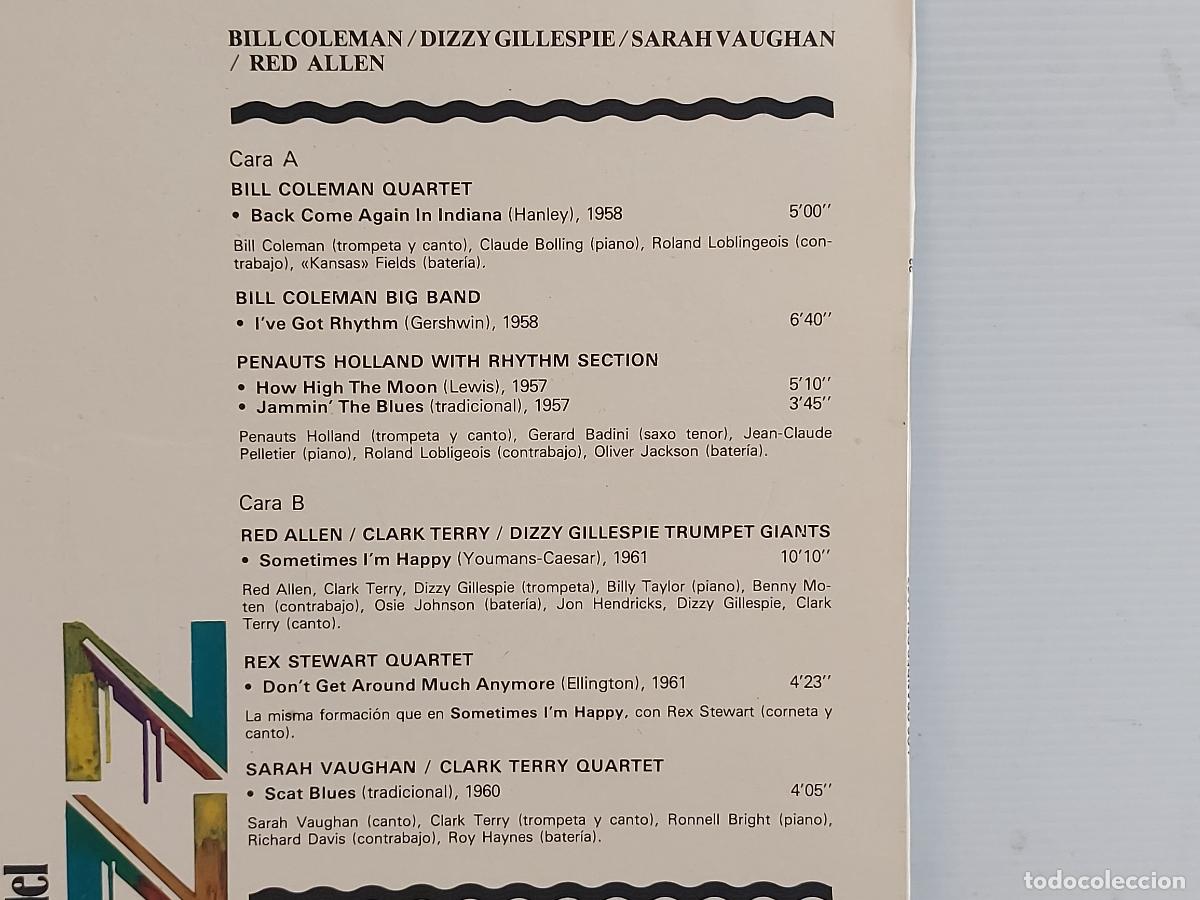 BILL COLEMAN / DIZZY GILLESPIE / SARAH VAUGHAN
/ RED ALLEN
Cara A
BILL COLEMAN QUARTET
• Back Come Again In Indiana (Hanley), 1958 5'00''
Bill Coleman (trompeta y canto), Claude Bolling (piano), Roland Loblingeois (con-
trabajo), «Kansas» Fields (batería).
BILL COLEMAN BIG BAND
• I've Got Rhythm (Gershwin), 1958 6'40''
PENAUTS HOLLAND WITH RHYTHM SECTION
• How High The Moon (Lewis), 1957 5'10''
• Jammin' The Blues (tradicional), 1957 3'45''
Penauts Holland (trompeta y canto), Gerard Badini (saxo tenor), Jean-Claude
Pelletier (piano), Roland Lobligeois (contrabajo), Oliver Jackson (batería).
Cara B
RED ALLEN / CLARK TERRY / DIZZY GILLESPIE TRUMPET GIANTS
• Sometimes I'm Happy (Youmans-Caesar), 1961 10'10''
Red Allen, Clark Terry, Dizzy Gillespie (trompeta), Billy Taylor (piano), Benny Mo-
ten (contrabajo), Osie Johnson (batería), Jon Hendricks, Dizzy Gillespie, Clark
Terry (canto).
REX STEWART QUARTET
• Don't Get Around Much Anymore (Ellington), 1961 4'23''
La misma formación que en Sometimes I'm Happy, con Rex Stewart (corneta y
canto).
SARAH VAUGHAN / CLARK TERRY QUARTET
• Scat Blues (tradicional), 1960 4'05''
Sarah Vaughan (canto), Clark Terry (trompeta y canto), Ronnell Bright (piano),
Richard Davis (contrabajo), Roy Haynes (batería).
ZZ
todocoleccion